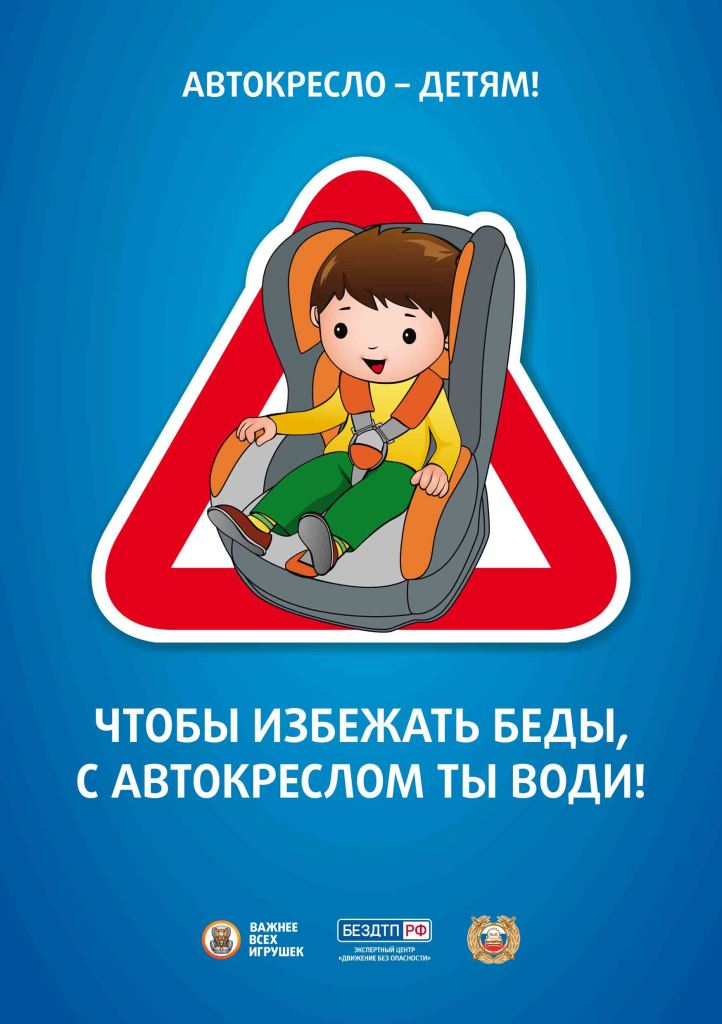 АВТОКРЕСЛО – ДЕТЯМ!
ЧТОБЫ ИЗБЕЖАТЬ БЕДЫ,
С АВТОКРЕСЛОМ ТЫ ВОДИ!
ВАЖНЕЕ
ВСЕХ
ИГРУШЕК
БЕЗДТП РФ
ЭКСПЕРТНЫЙ ЦЕНТР
«ДВИЖЕНИЕ БЕЗ ОПАСНОСТИ»